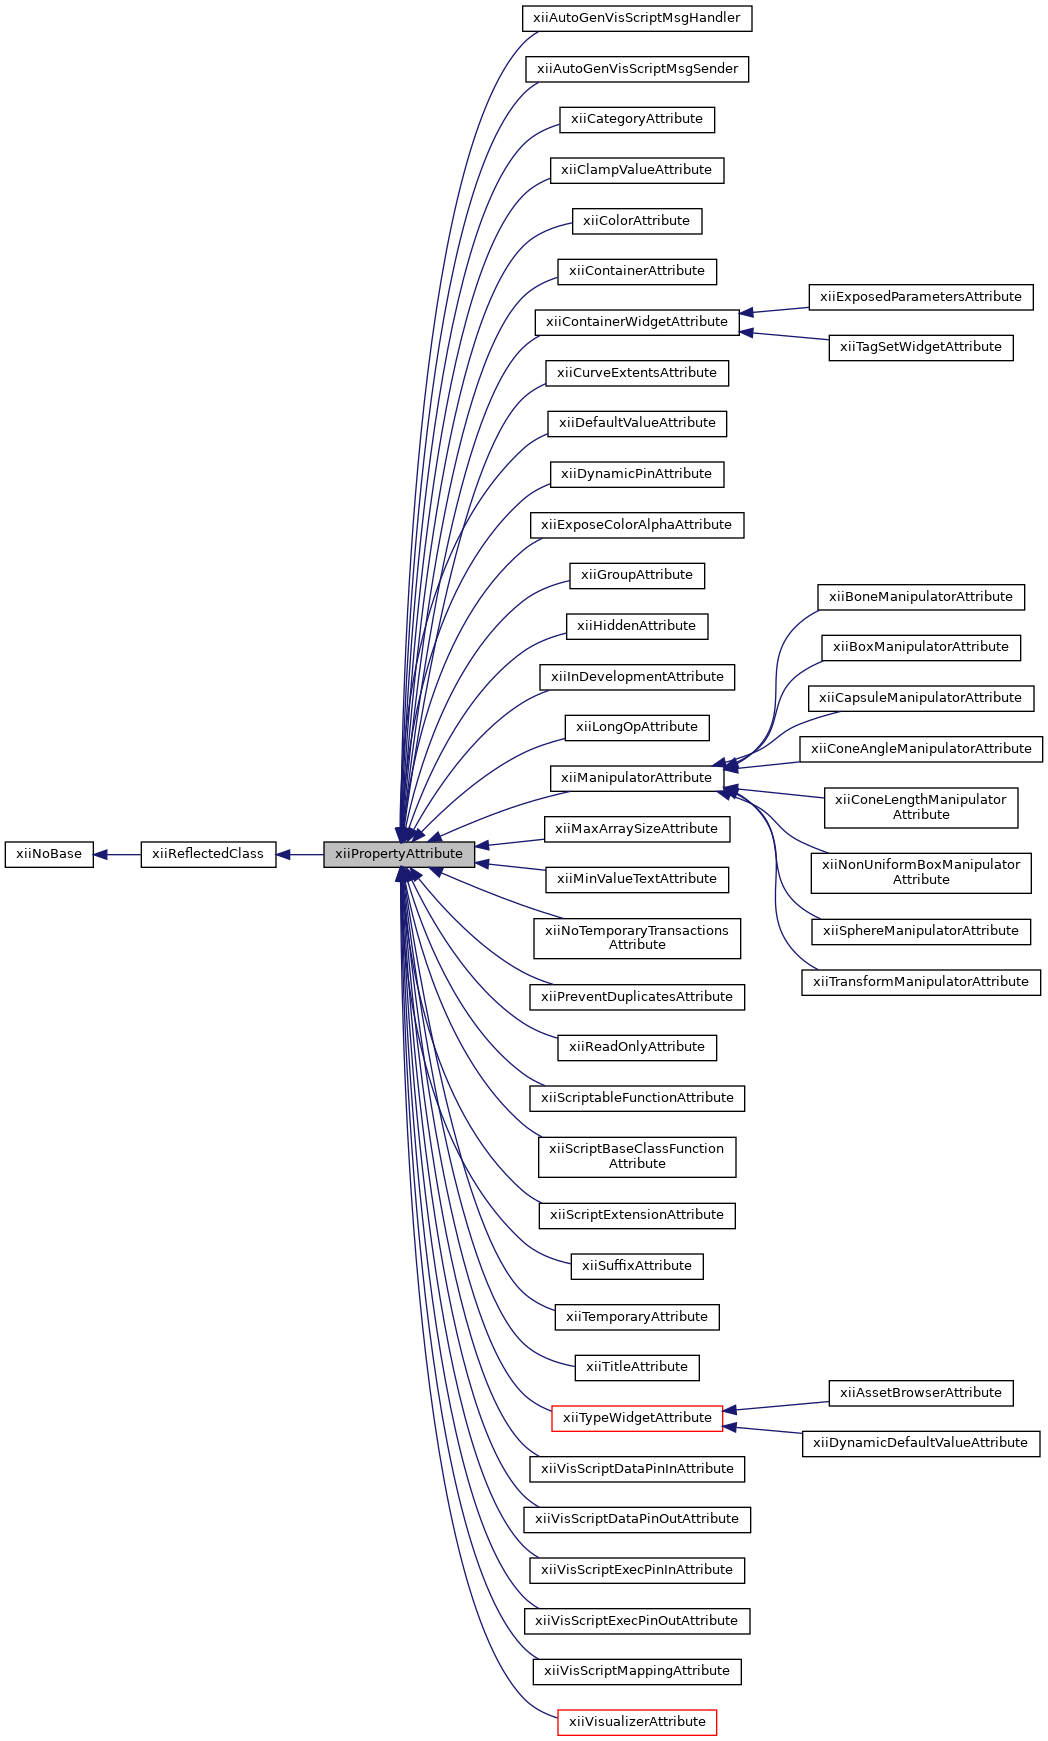 xiiNoBase
xiiReflectedClass
xiiPropertyAttribute
xiiAutoGenVisScriptMsgHandler
xiiAutoGenVisScriptMsgSender
xiiCategoryAttribute
xiiClampValueAttribute
xiiColorAttribute
xiiContainerAttribute
xiiContainerWidgetAttribute
xiiExposedParametersAttribute
xiiTagSetWidgetAttribute
xiiCurveExtentsAttribute
xiiDefaultValueAttribute
xiiDynamicPinAttribute
xiiExposeColorAlphaAttribute
xiiGroupAttribute
xiiHiddenAttribute
xiiInDevelopmentAttribute
xiiLongOpAttribute
xiiManipulatorAttribute
xiiBoneManipulatorAttribute
xiiBoxManipulatorAttribute
xiiCapsuleManipulatorAttribute
xiiConeAngleManipulatorAttribute
xiiConeLengthManipulator
Attribute
xiiNonUniformBoxManipulator
Attribute
xiiSphereManipulatorAttribute
xiiTransformManipulatorAttribute
xiiMaxArraySizeAttribute
xiiMinValueTextAttribute
xiiNoTemporaryTransactions
Attribute
xiiPreventDuplicatesAttribute
xiiReadOnlyAttribute
xiiScriptableFunctionAttribute
xiiScriptBaseClassFunction
Attribute
xiiScriptExtensionAttribute
xiiSuffixAttribute
xiiTemporaryAttribute
xiiTitleAttribute
xiiTypeWidgetAttribute
xiiAssetBrowserAttribute
xiiDynamicDefaultValueAttribute
xiiVisScriptDataPinInAttribute
xiiVisScriptDataPinOutAttribute
xiiVisScriptExecPinInAttribute
xiiVisScriptExecPinOutAttribute
xiiVisScriptMappingAttribute
xiiVisualizerAttribute